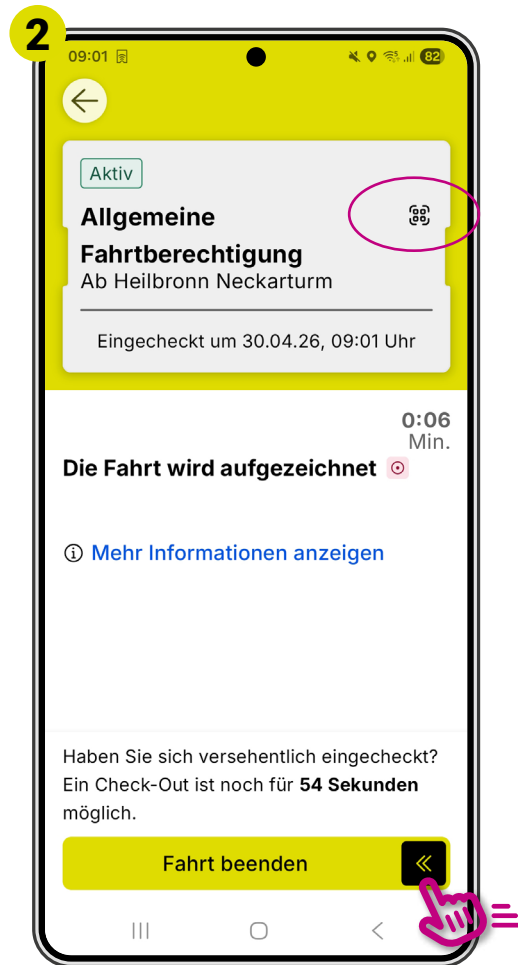 2
09:01
82
Aktiv
Allgemeine
Fahrtberechtigung
Ab Heilbronn Neckarturm
Eingecheckt um 30.04.26, 09:01 Uhr
0:06
Min.
Die Fahrt wird aufgezeichnet
Mehr Informationen anzeigen
Haben Sie sich versehentlich eingecheckt?
Ein Check-Out ist noch für 54 Sekunden
möglich.
Fahrt beenden